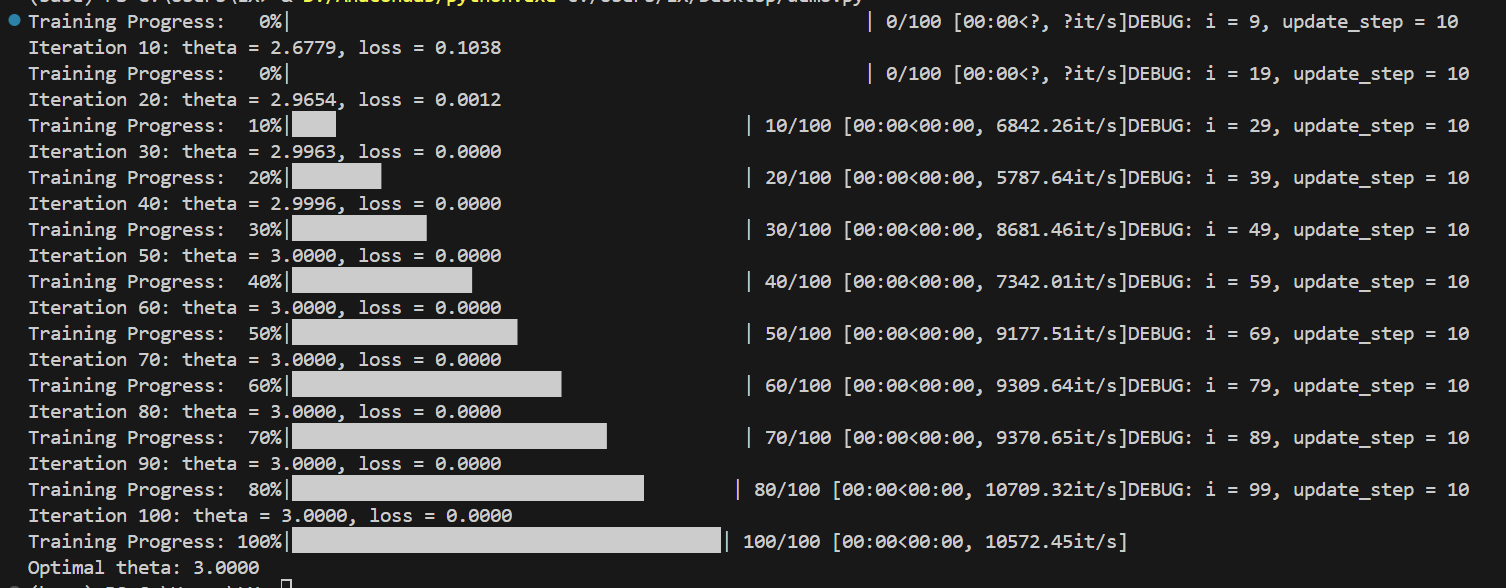 Training Progress:   0%|                    | 0/100 [00:00<?, ?it/s]DEBUG: i = 9, update_step = 10
Iteration 10: theta = 2.6779, loss = 0.1038
Training Progress:   0%|                    | 0/100 [00:00<?, ?it/s]DEBUG: i = 19, update_step = 10
Iteration 20: theta = 2.9654, loss = 0.0012
Training Progress:  10%|                    | 10/100 [00:00<00:00, 6842.26it/s]DEBUG: i = 29, update_step = 10
Iteration 30: theta = 2.9963, loss = 0.0000
Training Progress:  20%|                    | 20/100 [00:00<00:00, 5787.64it/s]DEBUG: i = 39, update_step = 10
Iteration 40: theta = 2.9996, loss = 0.0000
Training Progress:  30%|                    | 30/100 [00:00<00:00, 8681.46it/s]DEBUG: i = 49, update_step = 10
Iteration 50: theta = 3.0000, loss = 0.0000
Training Progress:  40%|                    | 40/100 [00:00<00:00, 7342.01it/s]DEBUG: i = 59, update_step = 10
Iteration 60: theta = 3.0000, loss = 0.0000
Training Progress:  50%|                    | 50/100 [00:00<00:00, 9177.51it/s]DEBUG: i = 69, update_step = 10
Iteration 70: theta = 3.0000, loss = 0.0000
Training Progress:  60%|                    | 60/100 [00:00<00:00, 9309.64it/s]DEBUG: i = 79, update_step = 10
Iteration 80: theta = 3.0000, loss = 0.0000
Training Progress:  70%|                    | 70/100 [00:00<00:00, 9370.65it/s]DEBUG: i = 89, update_step = 10
Iteration 90: theta = 3.0000, loss = 0.0000
Training Progress:  80%|                    | 80/100 [00:00<00:00, 10709.32it/s]DEBUG: i = 99, update_step = 10
Iteration 100: theta = 3.0000, loss = 0.0000
Training Progress: 100%|                    | 100/100 [00:00<00:00, 10572.45it/s]
Optimal theta: 3.0000